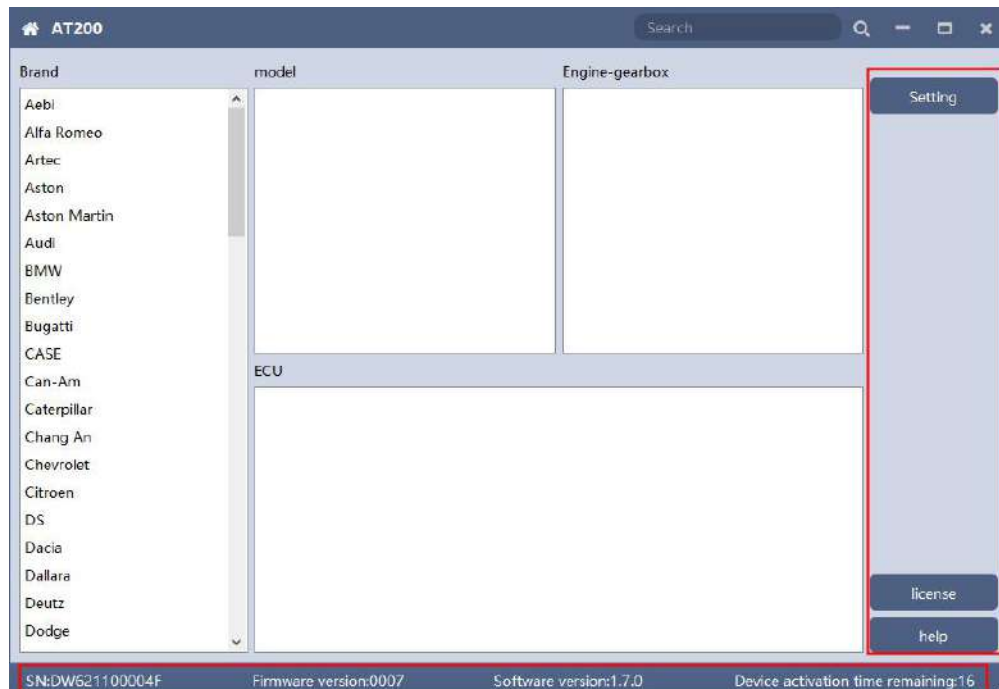 AT200
Search
Brand
model
Engine-gearbox
Setting
Aebi
Alfa Romeo
Artec
Aston
Aston Martin
Audi
BMW
Bentley
Bugatti
CASE
Can-Am
Caterpillar
Chang An
Chevrolet
Citroen
DS
Dacia
Dallara
Deutz
Dodge
ECU
license
help
SN:DW621100004F
Firmware version:0007
Software version:1.7.0
Device activation time remaining:16